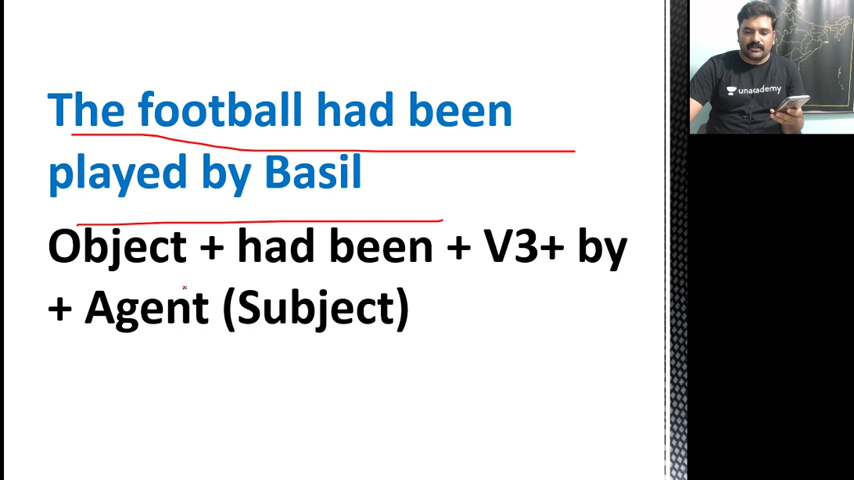 The football had been
played by Basil
Object + had been + V3+ by
+ Agent (Subject)
unacademy